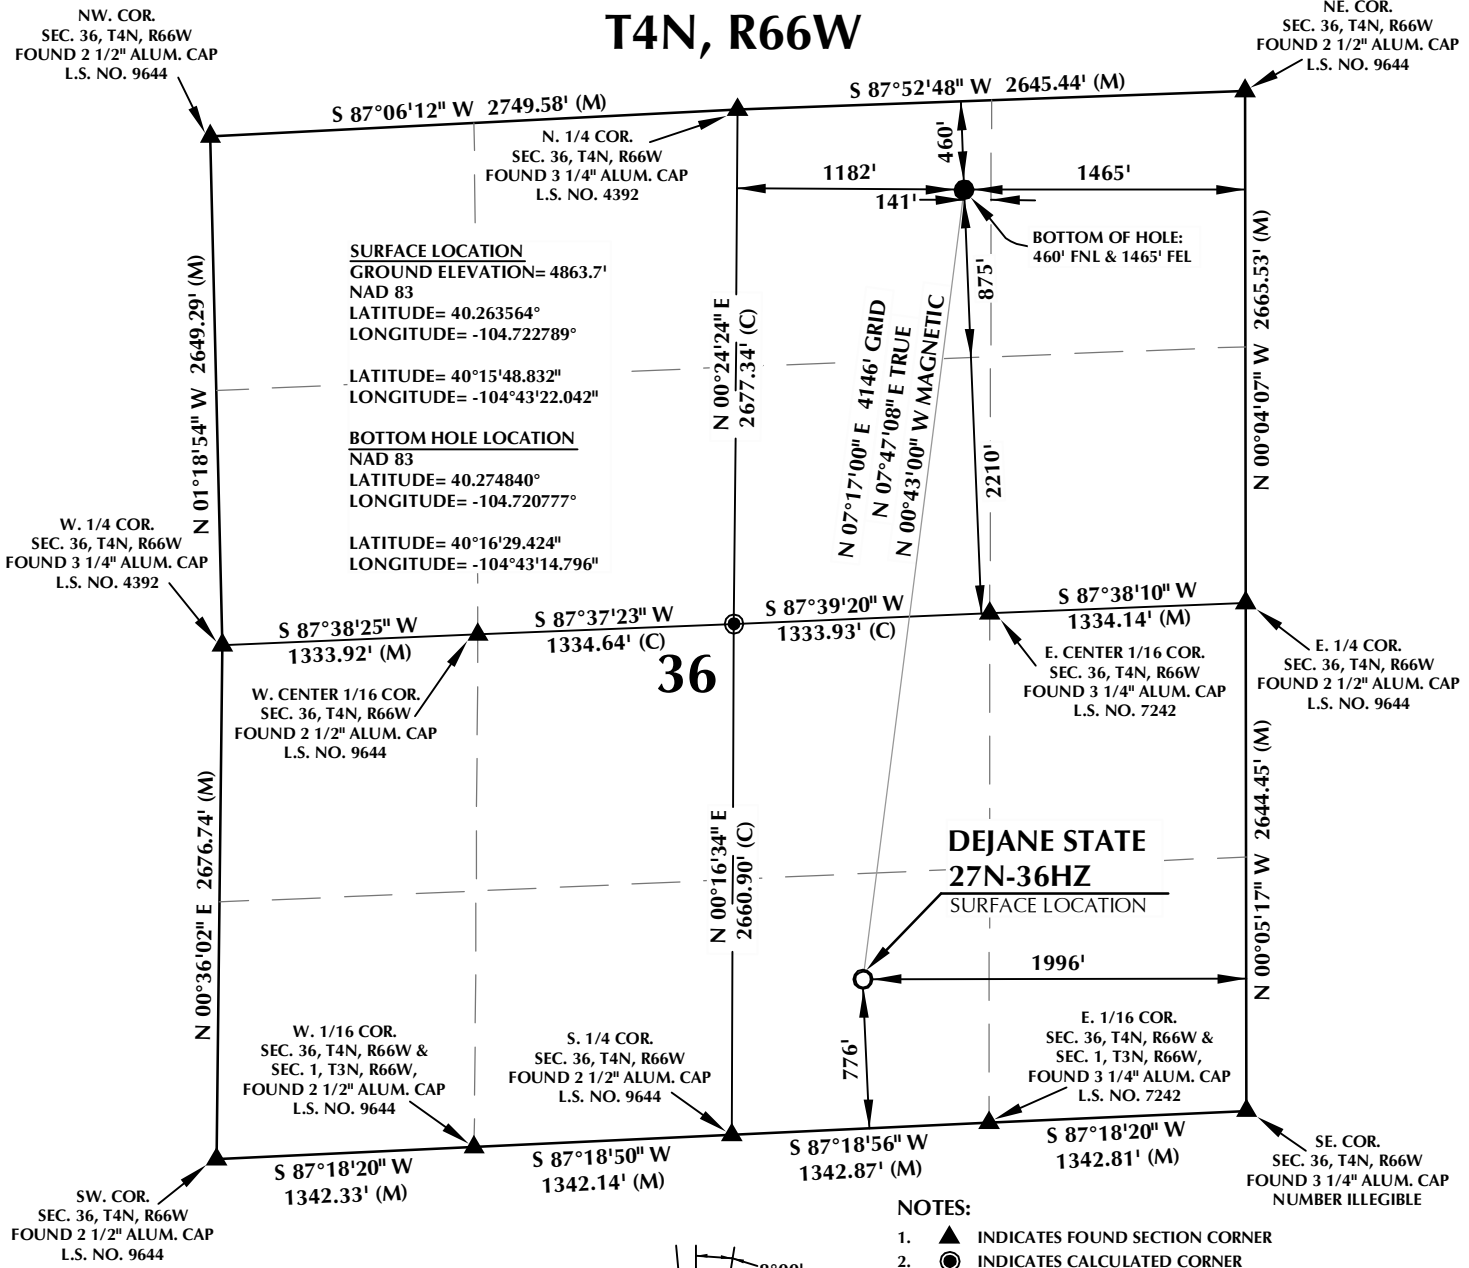 T4N, R66W
NW. COR.
SEC. 36, T4N, R66W
FOUND 2 1/2" ALUM. CAP
L.S. NO. 9644
NE. COR.
SEC. 36, T4N, R66W
FOUND 2 1/2" ALUM. CAP
L.S. NO. 9644
S 87°06'12" W 2749.58' (M)
S 87°52'48" W 2645.44' (M)
N. 1/4 COR.
SEC. 36, T4N, R66W
FOUND 3 1/4" ALUM. CAP
L.S. NO. 4392
460'
1182'
1465'
141'
BOTTOM OF HOLE:
460' FNL & 1465' FEL
875'
2210'
SURFACE LOCATION
GROUND ELEVATION= 4863.7'
NAD 83
LATITUDE= 40.263564°
LONGITUDE= -104.722789°
LATITUDE= 40°15'48.832"
LONGITUDE= -104°43'22.042"
BOTTOM HOLE LOCATION
NAD 83
LATITUDE= 40.274840°
LONGITUDE= -104.720777°
LATITUDE= 40°16'29.424"
LONGITUDE= -104°43'14.796"
N 01°18'54" W 2649.29' (M)
N 00°24'24" E
2677.34' (C)
N 07°17'00" E 4146' GRID
N 07°47'08" E TRUE
N 00°43'00" W MAGNETIC
N 00°04'07" W 2665.53' (M)
W. 1/4 COR.
SEC. 36, T4N, R66W
FOUND 3 1/4" ALUM. CAP
L.S. NO. 4392
S 87°38'25" W
1333.92' (M)
S 87°37'23" W
1334.64' (C)
S 87°39'20" W
1333.93' (C)
S 87°38'10" W
1334.14' (M)
36
W. CENTER 1/16 COR.
SEC. 36, T4N, R66W
FOUND 2 1/2" ALUM. CAP
L.S. NO. 9644
E. CENTER 1/16 COR.
SEC. 36, T4N, R66W
FOUND 3 1/4" ALUM. CAP
L.S. NO. 7242
E. 1/4 COR.
SEC. 36, T4N, R66W
FOUND 2 1/2" ALUM. CAP
L.S. NO. 9644
N 00°36'02" E 2676.74' (M)
N 00°16'34" E
2660.90' (C)
N 00°05'17" W 2644.45' (M)
DEJANE STATE
27N-36HZ
SURFACE LOCATION
1996'
776'
W. 1/16 COR.
SEC. 36, T4N, R66W &
SEC. 1, T3N, R66W,
FOUND 2 1/2" ALUM. CAP
L.S. NO. 9644
S. 1/4 COR.
SEC. 36, T4N, R66W
FOUND 2 1/2" ALUM. CAP
L.S. NO. 9644
E. 1/16 COR.
SEC. 36, T4N, R66W &
SEC. 1, T3N, R66W,
FOUND 3 1/4" ALUM. CAP
L.S. NO. 7242
S 87°18'20" W
1342.33' (M)
S 87°18'50" W
1342.14' (M)
S 87°18'56" W
1342.87' (M)
S 87°18'20" W
1342.81' (M)
SW. COR.
SEC. 36, T4N, R66W
FOUND 2 1/2" ALUM. CAP
L.S. NO. 9644
SE. COR.
SEC. 36, T4N, R66W
FOUND 3 1/4" ALUM. CAP
NUMBER ILLEGIBLE
NOTES:
1. INDICATES FOUND SECTION CORNER
2. INDICATES CALCULATED CORNER